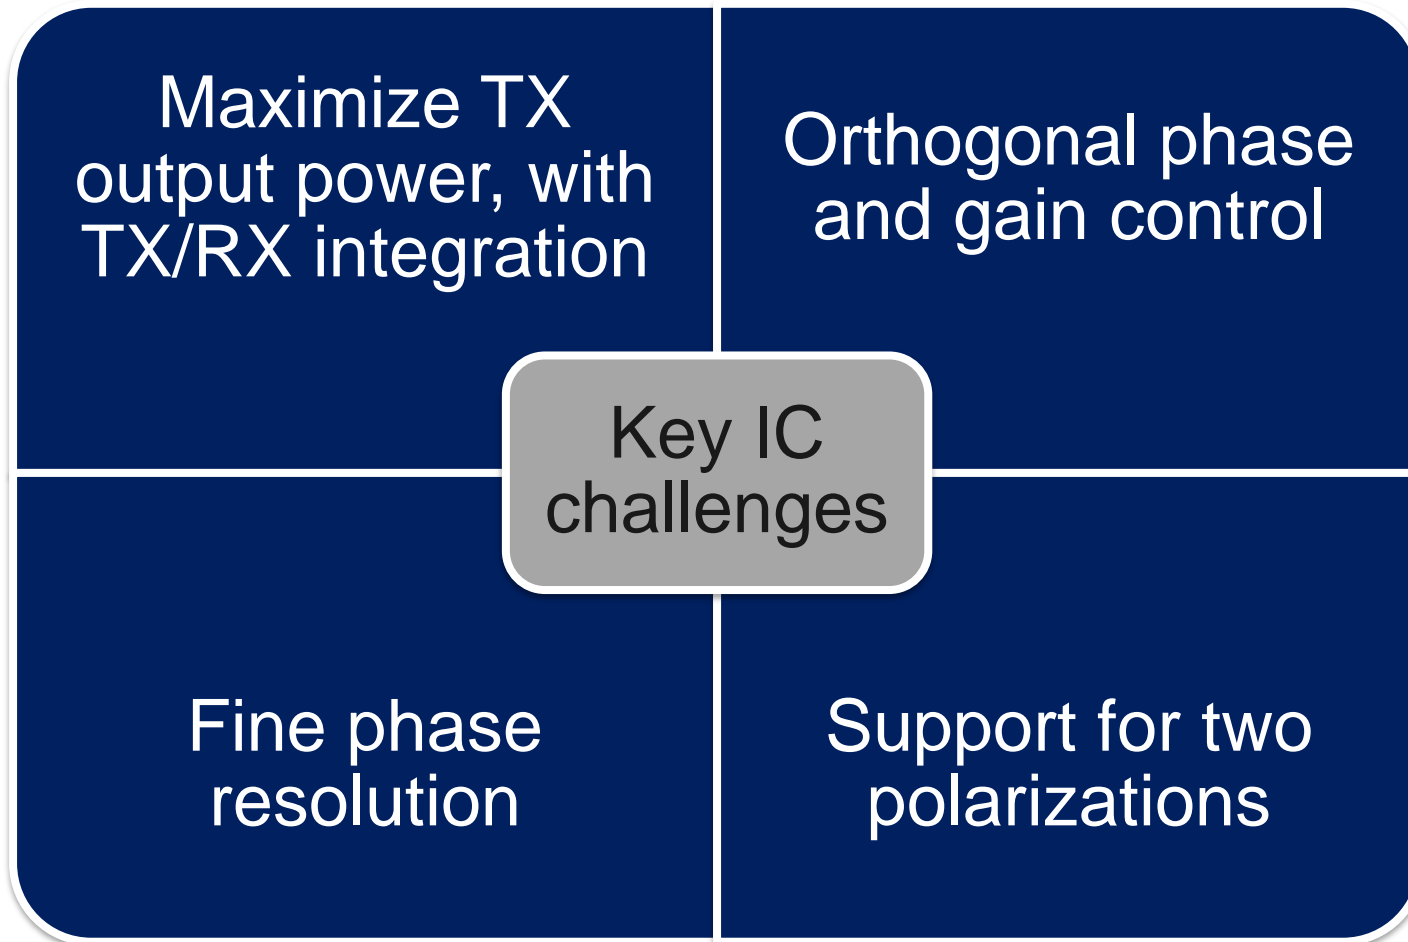 Maximize TX
output power, with
TX/RX integration
Orthogonal phase
and gain control
Key IC
challenges
Fine phase
resolution
Support for two
polarizations